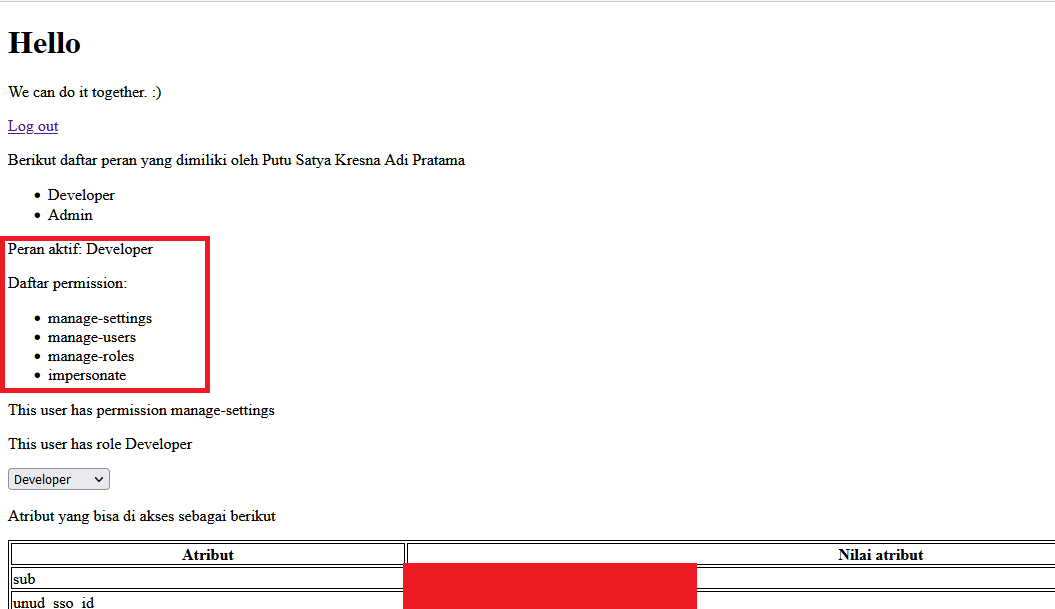 Hello
We can do it together. :)
Log out
Berikut daftar peran yang dimiliki oleh Putu Satya Kresna Adi Pratama
Developer
Admin
Peran aktif: Developer
Daftar permission:
manage-settings
manage-users
manage-roles
impersonate
This user has permission manage-settings
This user has role Developer
Developer
Atribut yang bisa di akses sebagai berikut
Atribut Nilai atribut
sub
unud_sso_id